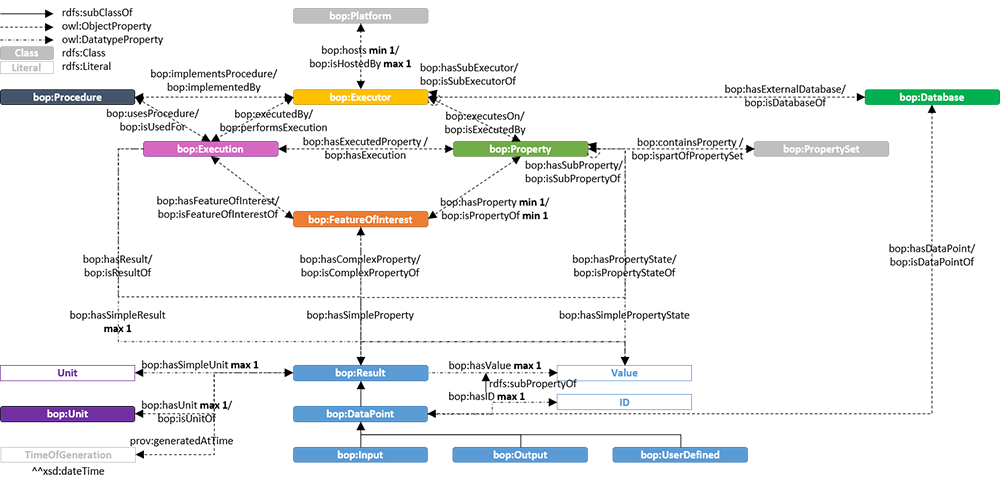 rdfs:subClassOf
owl:ObjectProperty
owl:DatatypeProperty
Class rdfs:Class
Literal rdfs:Literal
bop:Platform
bop:hosts min 1/
bop:isHostedBy max 1
bop:implementsProcedure/
bop:implementedBy
bop:hasSubExecutor/
bop:isSubExecutorOf
bop:hasExternalDatabase/
bop:isDatabaseOf
bop:Procedure
bop:Executor
bop:Database
bop:usesProcedure/
bop:isUsedFor
bop:executedBy/
bop:performsExecution
bop:executesOn/
bop:isExecutedBy
bop:Execution
bop:hasExecutedProperty /
bop:hasExecution
bop:Property
bop:containsProperty /
bop:ispartOfPropertySet
bop:PropertySet
bop:hasSubProperty/
bop:isSubPropertyOf
bop:hasFeatureOfInterest/
bop:isFeatureOfInterestOf
bop:hasProperty min 1/
bop:isPropertyOf min 1
bop:FeatureOfInterest
bop:hasResult/
bop:isResultOf
bop:hasComplexProperty/
bop:isComplexPropertyOf
bop:hasPropertyState/
bop:isPropertyStateOf
bop:hasDataPoint/
bop:isDataPointOf
bop:hasSimpleResult
max 1
bop:hasSimpleProperty
bop:hasSimplePropertyState
Unit
bop:hasSimpleUnit max 1
bop:Result
bop:hasValue max 1
Value
rdfs:subPropertyOf
bop:hasID max 1
ID
bop:Unit
bop:hasUnit max 1/
bop:isUnitOf
bop:DataPoint
prov:generatedAtTime
TimeOfGeneration
^^xsd:dateTime
bop:Input
bop:Output
bop:UserDefined